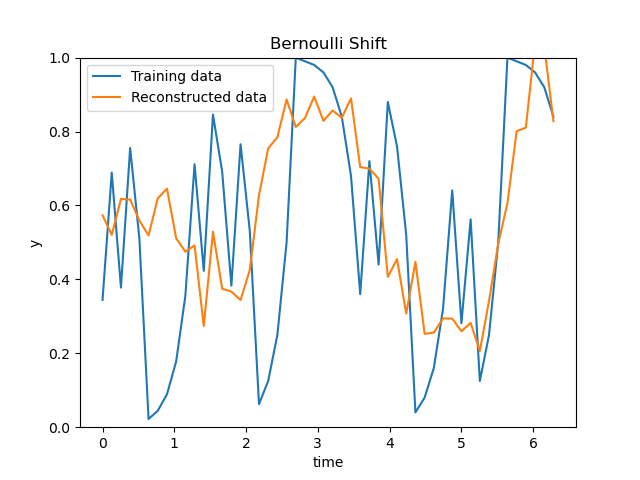 Bernoulli Shift
Training data
Reconstructed data
1.0
0.8
0.6
0.4
0.2
0.0
y
0 1 2 3 4 5 6
time